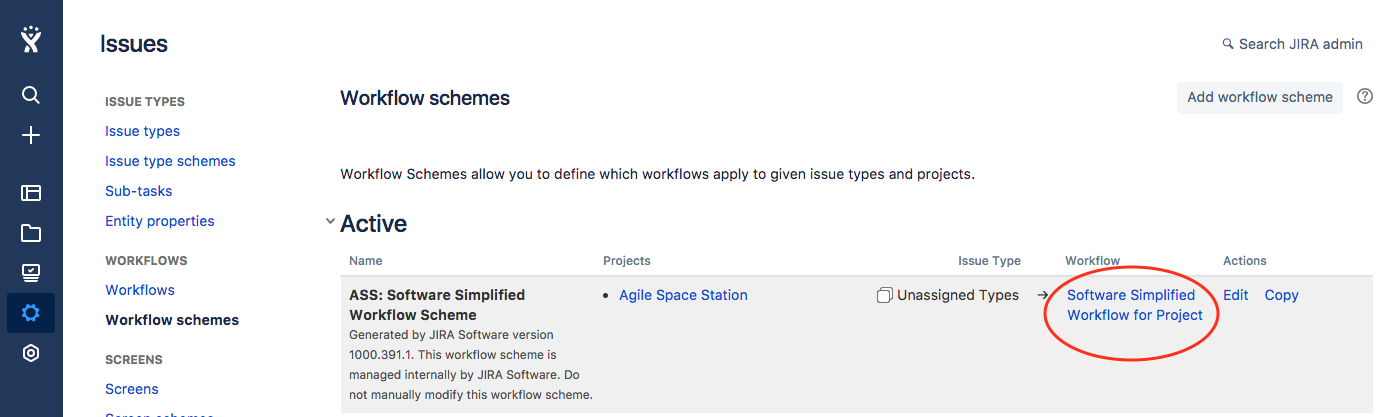 Issues
Search JIRA admin
ISSUE TYPES
Issue types
Issue type schemes
Sub-tasks
Entity properties
WORKFLOWS
Workflows
Workflow schemes
SCREENS
Screens
Screen schemes
Workflow schemes
Add workflow scheme
Workflow Schemes allow you to define which workflows apply to given issue types and projects.
Active
Name Projects Issue Type Workflow Actions
ASS: Software Simplified
Workflow Scheme
Generated by JIRA Software version
1000.391.1. This workflow scheme is
managed internally by JIRA Software. Do
not manually modify this workflow scheme.
• Agile Space Station
Unassigned Types →
Software Simplified
Workflow for Project
Edit Copy